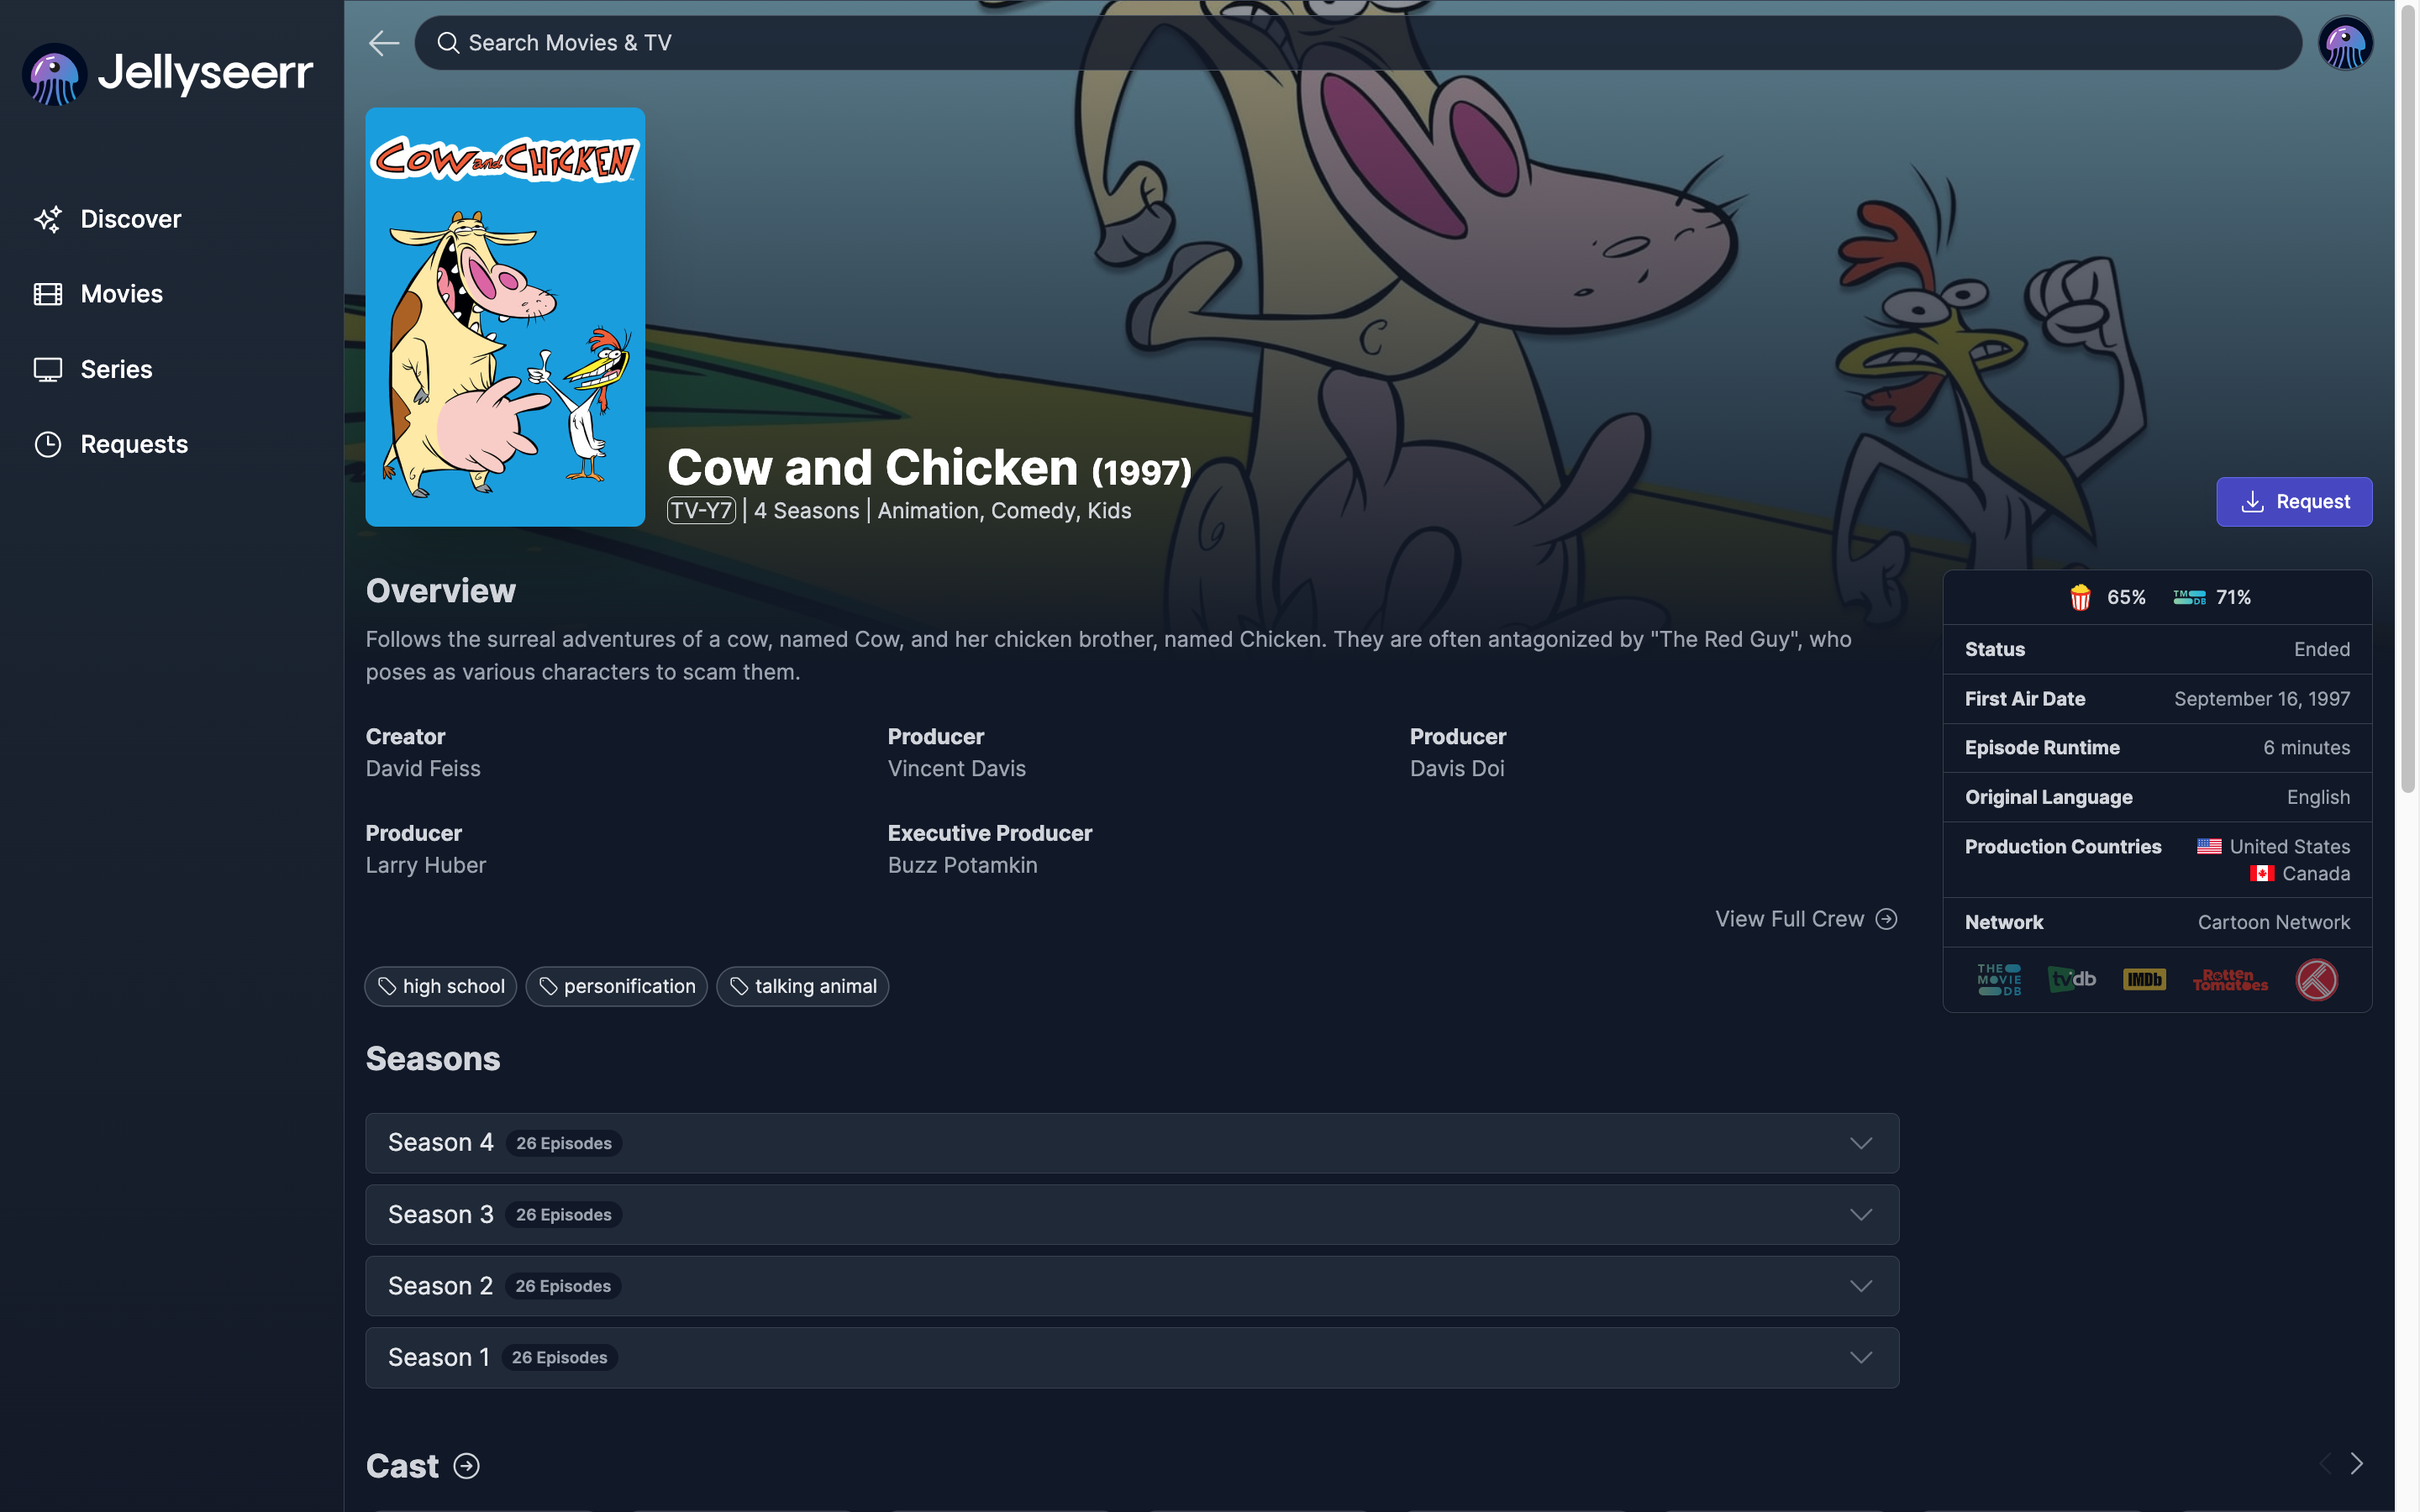 Jellyseerr
Search Movies & TV
Discover
Movies
Series
Requests
COW and CHICKEN
Cow and Chicken (1997)
TV-Y7 | 4 Seasons | Animation, Comedy, Kids
Request
Overview
Follows the surreal adventures of a cow, named Cow, and her chicken brother, named Chicken. They are often antagonized by "The Red Guy", who
poses as various characters to scam them.
Creator
David Feiss
Producer
Vincent Davis
Producer
Davis Doi
Producer
Larry Huber
Executive Producer
Buzz Potamkin
View Full Crew
high school
personification
talking animal
65%
TMDB 71%
Status Ended
First Air Date September 16, 1997
Episode Runtime 6 minutes
Original Language English
Production Countries United States
Canada
Network Cartoon Network
THE MOVIE DB
tvdb
IMDb
Rotten Tomatoes
Seasons
Season 4 26 Episodes
Season 3 26 Episodes
Season 2 26 Episodes
Season 1 26 Episodes
Cast